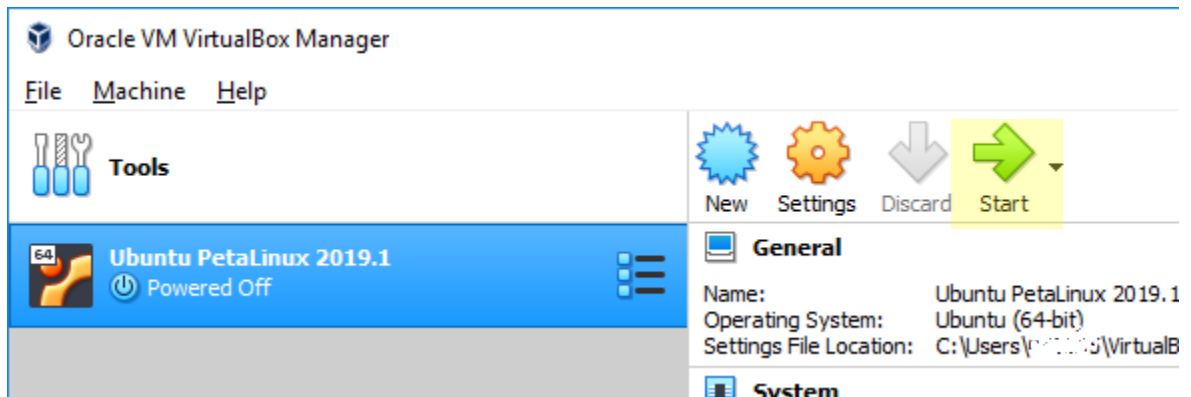 Oracle VM VirtualBox Manager
File Machine Help
Tools
New Settings Discard Start
64
Ubuntu PetaLinux 2019.1
Powered Off
General
Name: Ubuntu PetaLinux 2019.1
Operating System: Ubuntu (64-bit)
Settings File Location: C:\Users\ \VirtualB
System